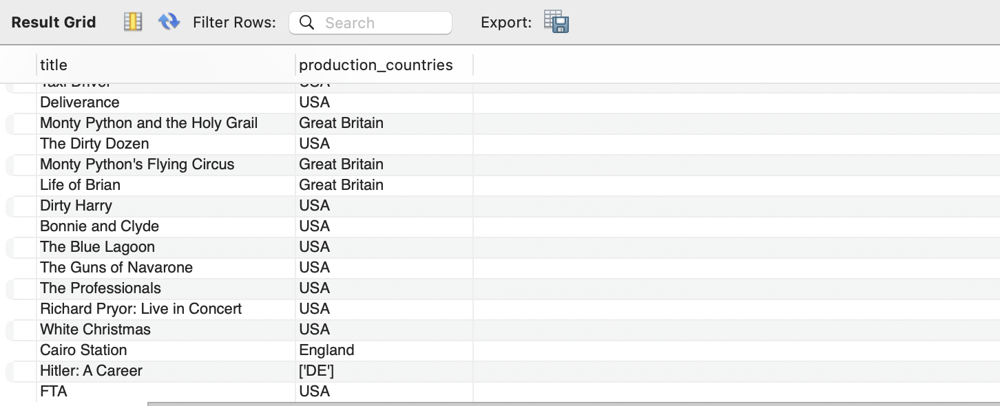 Result Grid Filter Rows: Search Export:
title production_countries
Taxi Driver USA
Deliverance USA
Monty Python and the Holy Grail Great Britain
The Dirty Dozen USA
Monty Python's Flying Circus Great Britain
Life of Brian Great Britain
Dirty Harry USA
Bonnie and Clyde USA
The Blue Lagoon USA
The Guns of Navarone USA
The Professionals USA
Richard Pryor: Live in Concert USA
White Christmas USA
Cairo Station England
Hitler: A Career ['DE']
FTA USA